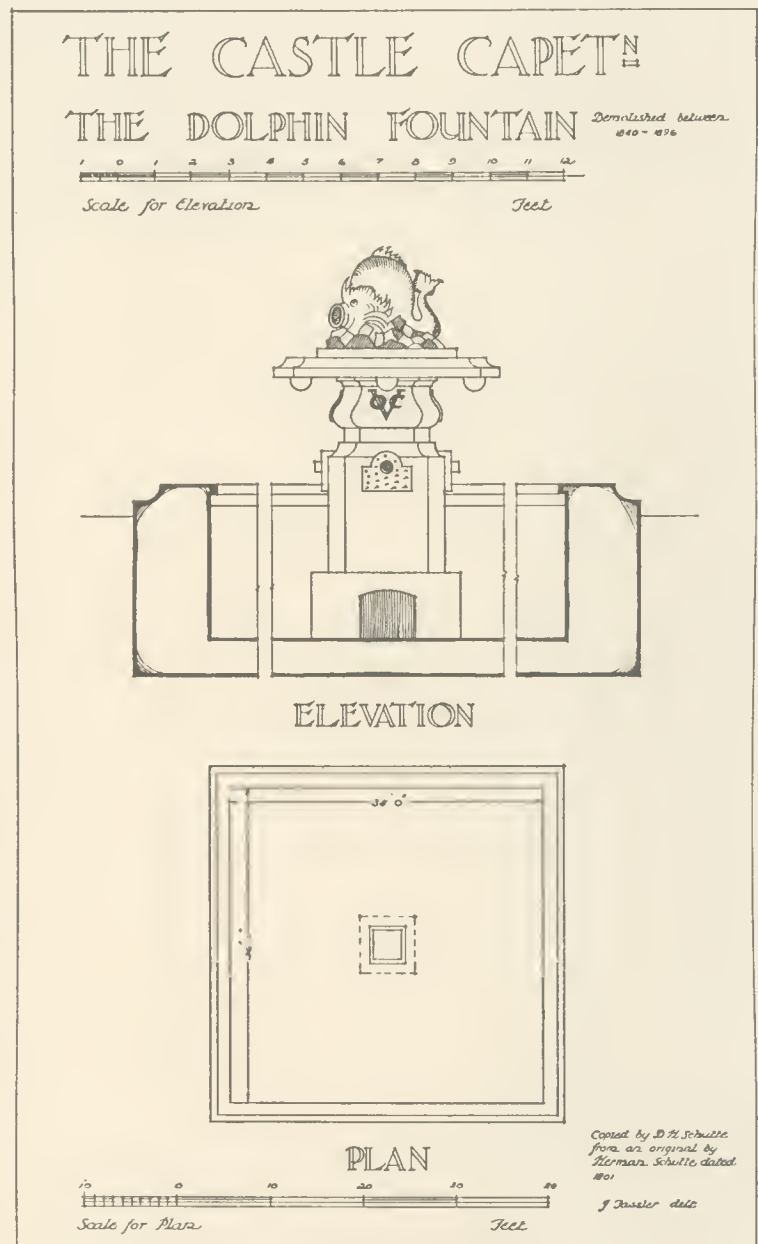 THE CASTLE CAPETN
THE DOLPHIN FOUNTAIN
Demolished between
1840 - 1896
1 0 1 2 3 4 5 6 7 8 9 10 11 12
Scale for Elevation Feet
VOC
ELEVATION
34' 0"
PLAN
Copied by D H Schutte
from an original by
Herman Schutte dated
1801
10 0 10 20 30
Scale for Plan Feet
J delt